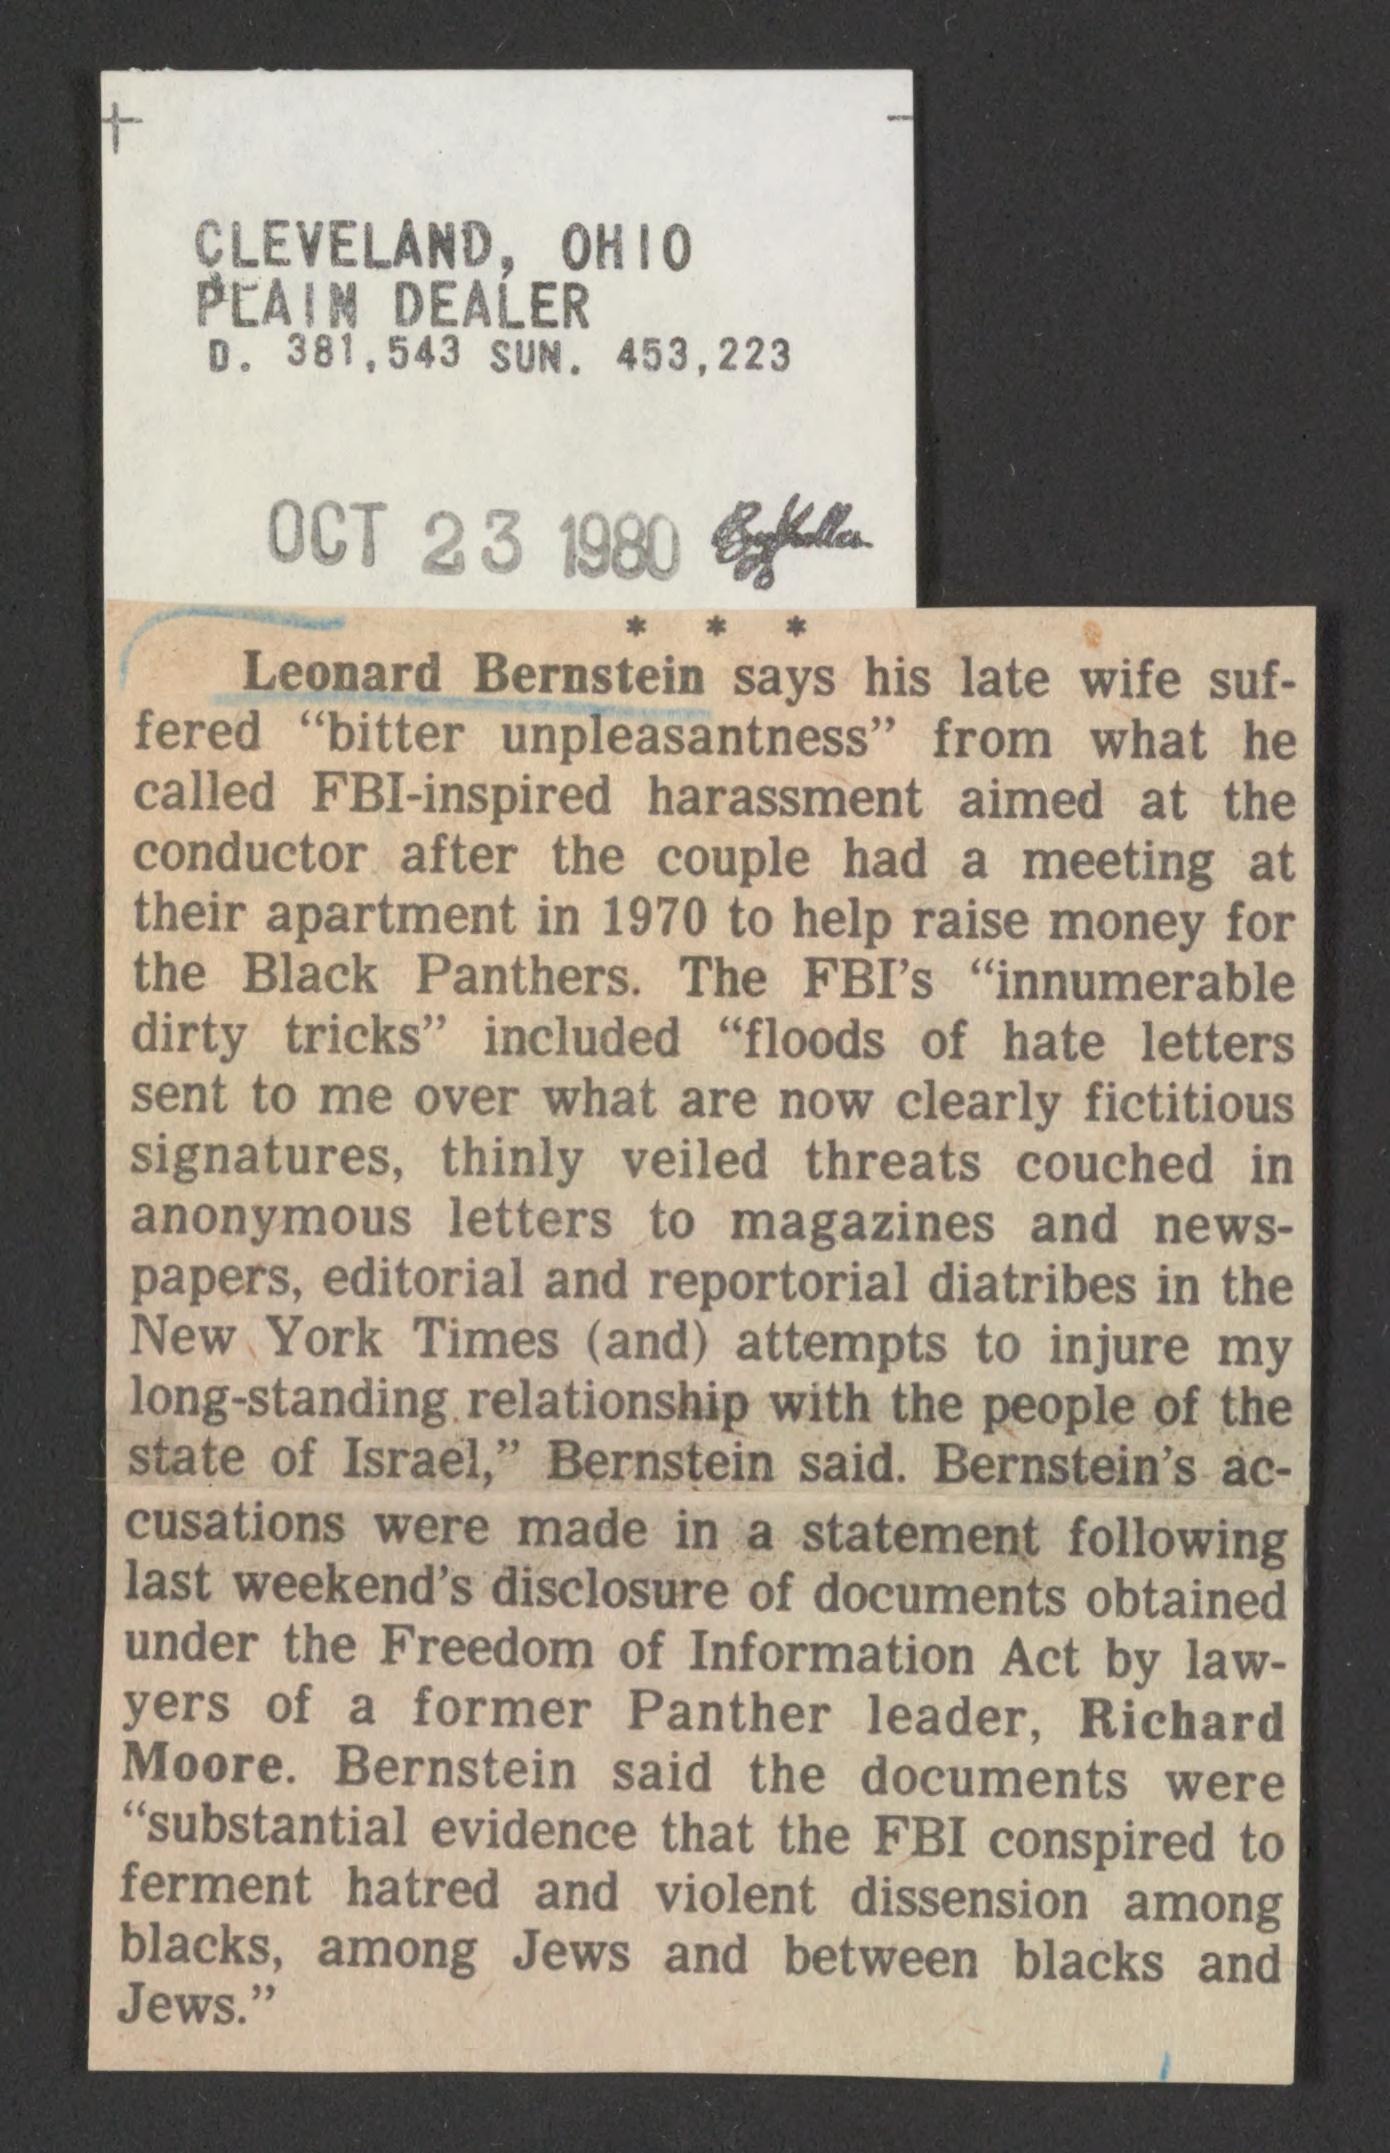 CLEVELAND, OHIO
PLAIN DEALER
D. 381,543 SUN. 453,223
OCT 23 1980
* * *
Leonard Bernstein says his late wife suf-
fered “bitter unpleasantness” from what he
called FBI-inspired harassment aimed at the
conductor after the couple had a meeting at
their apartment in 1970 to help raise money for
the Black Panthers. The FBI’s “innumerable
dirty tricks” included “floods of hate letters
sent to me over what are now clearly fictitious
signatures, thinly veiled threats couched in
anonymous letters to magazines and news-
papers, editorial and reportorial diatribes in the
New York Times (and) attempts to injure my
long-standing relationship with the people of the
state of Israel,” Bernstein said. Bernstein’s ac-
cusations were made in a statement following
last weekend’s disclosure of documents obtained
under the Freedom of Information Act by law-
yers of a former Panther leader, Richard
Moore. Bernstein said the documents were
“substantial evidence that the FBI conspired to
ferment hatred and violent dissension among
blacks, among Jews and between blacks and
Jews.”